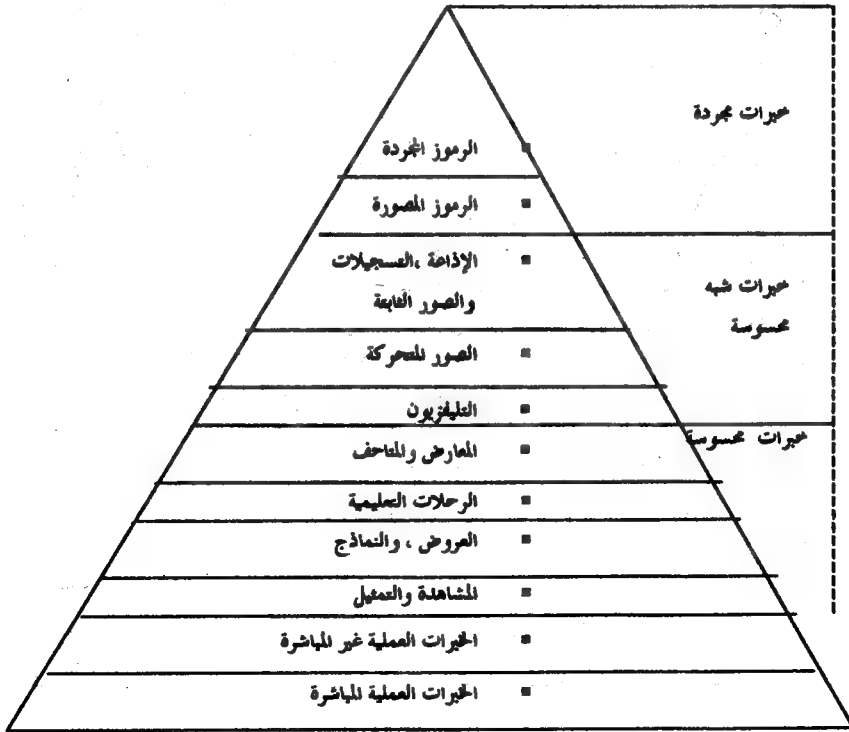 خبرات مجردة
■ الرموز المجردة
■ الرموز المصورة
■ الإذاعة ،التسجيلات
والصور الثابتة
خبرات شبه
محسوسة
■ الصور المتحركة
■ التليفزيون
خبرات محسوسة
■ المعارض والمتاحف
■ الرحلات التعليمية
■ العروض ، والنماذج
■ المشاهدة والتمثيل
■ الخبرات العملية غير المباشرة
■ الخبرات العملية المباشرة